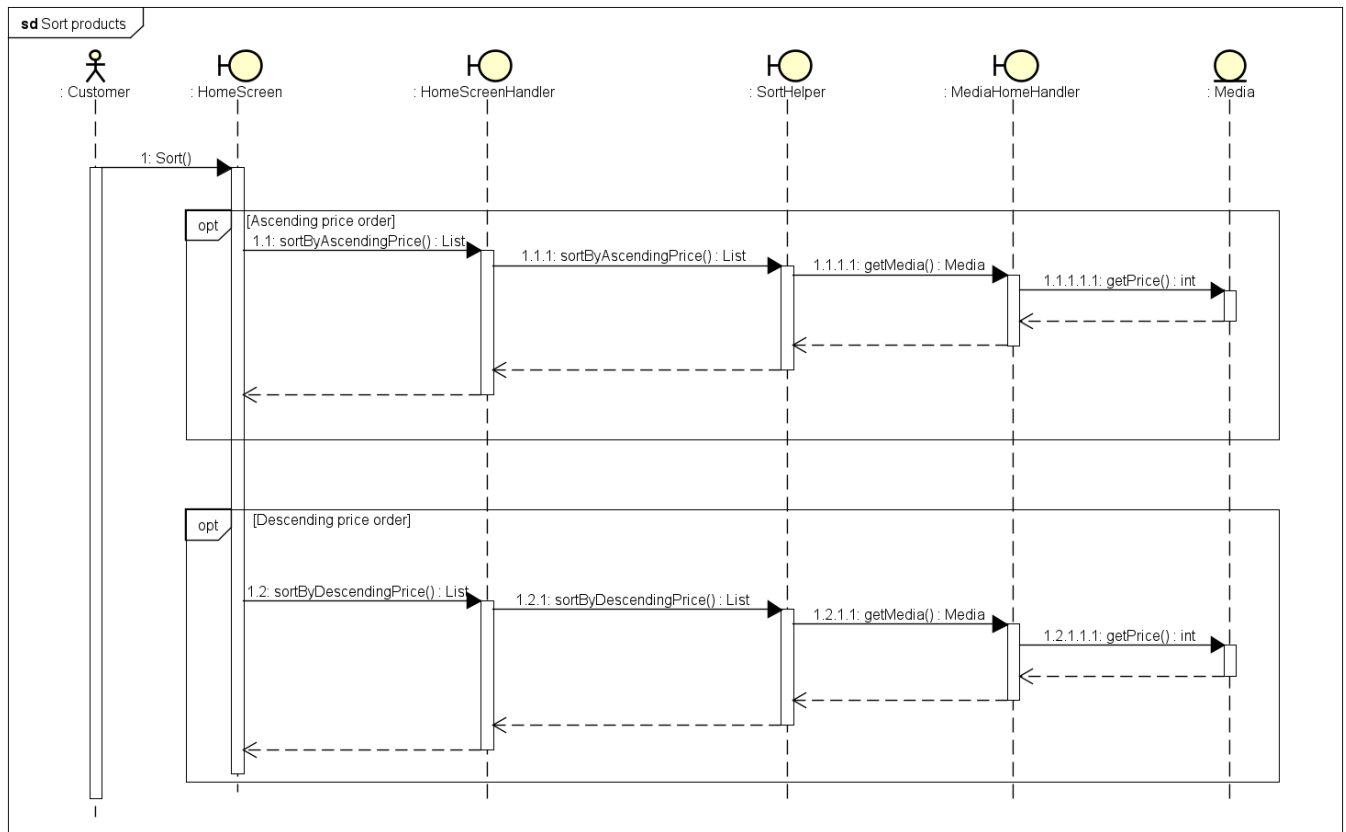 sd Sort products
: Customer
: HomeScreen
: HomeScreenHandler
: SortHelper
: MediaHomeHandler
: Media
1: Sort()
opt
[Ascending price order]
1.1: sortByAscendingPrice() : List
1.1.1: sortByAscendingPrice() : List
1.1.1.1: getMedia() : Media
1.1.1.1.1: getPrice() : int
opt
[Descending price order]
1.2: sortByDescendingPrice() : List
1.2.1: sortByDescendingPrice() : List
1.2.1.1: getMedia() : Media
1.2.1.1.1: getPrice() : int